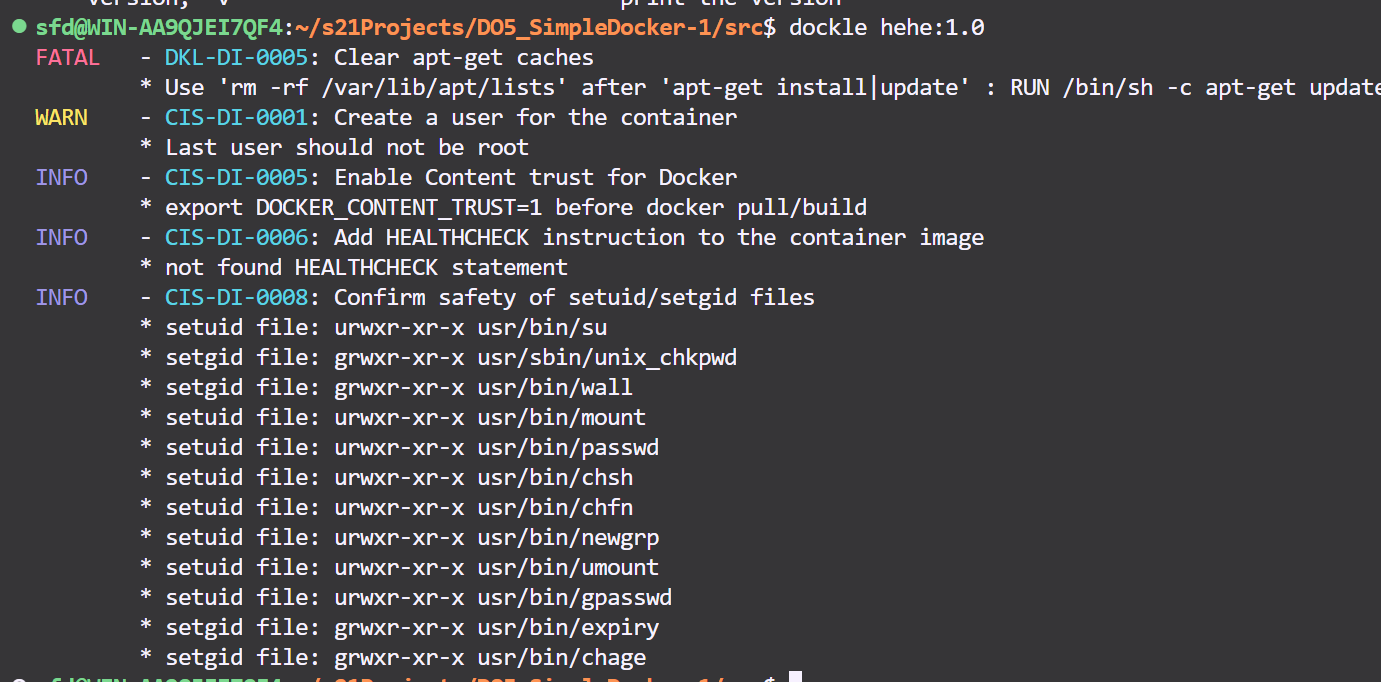 version, -v print the version
sfd@WIN-AA9QJEI7QF4:~/s21Projects/DO5_SimpleDocker-1/src$ dockle hehe:1.0
FATAL - DKL-DI-0005: Clear apt-get caches
* Use 'rm -rf /var/lib/apt/lists' after 'apt-get install|update' : RUN /bin/sh -c apt-get update
WARN - CIS-DI-0001: Create a user for the container
* Last user should not be root
INFO - CIS-DI-0005: Enable Content trust for Docker
* export DOCKER_CONTENT_TRUST=1 before docker pull/build
INFO - CIS-DI-0006: Add HEALTHCHECK instruction to the container image
* not found HEALTHCHECK statement
INFO - CIS-DI-0008: Confirm safety of setuid/setgid files
* setuid file: urwxr-xr-x usr/bin/su
* setgid file: grwxr-xr-x usr/sbin/unix_chkpwd
* setgid file: grwxr-xr-x usr/bin/wall
* setuid file: urwxr-xr-x usr/bin/mount
* setuid file: urwxr-xr-x usr/bin/passwd
* setuid file: urwxr-xr-x usr/bin/chsh
* setuid file: urwxr-xr-x usr/bin/chfn
* setuid file: urwxr-xr-x usr/bin/newgrp
* setuid file: urwxr-xr-x usr/bin/umount
* setuid file: urwxr-xr-x usr/bin/gpasswd
* setgid file: grwxr-xr-x usr/bin/expiry
* setgid file: grwxr-xr-x usr/bin/chage
sfd@WIN-AA9QJEI7QF4:~/s21Projects/DO5_SimpleDocker-1/src$